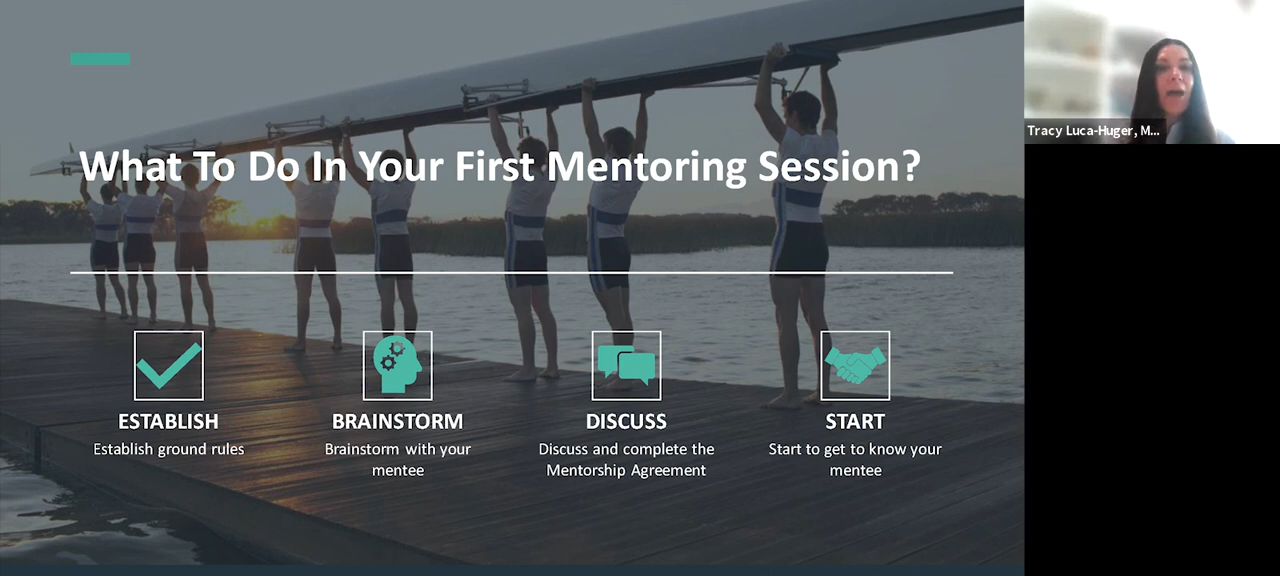 What To Do In Your First Mentoring Session?
ESTABLISH
Establish ground rules
BRAINSTORM
Brainstorm with your
mentee
DISCUSS
Discuss and complete the
Mentorship Agreement
START
Start to get to know your
mentee
Tracy Luca-Huger, M...